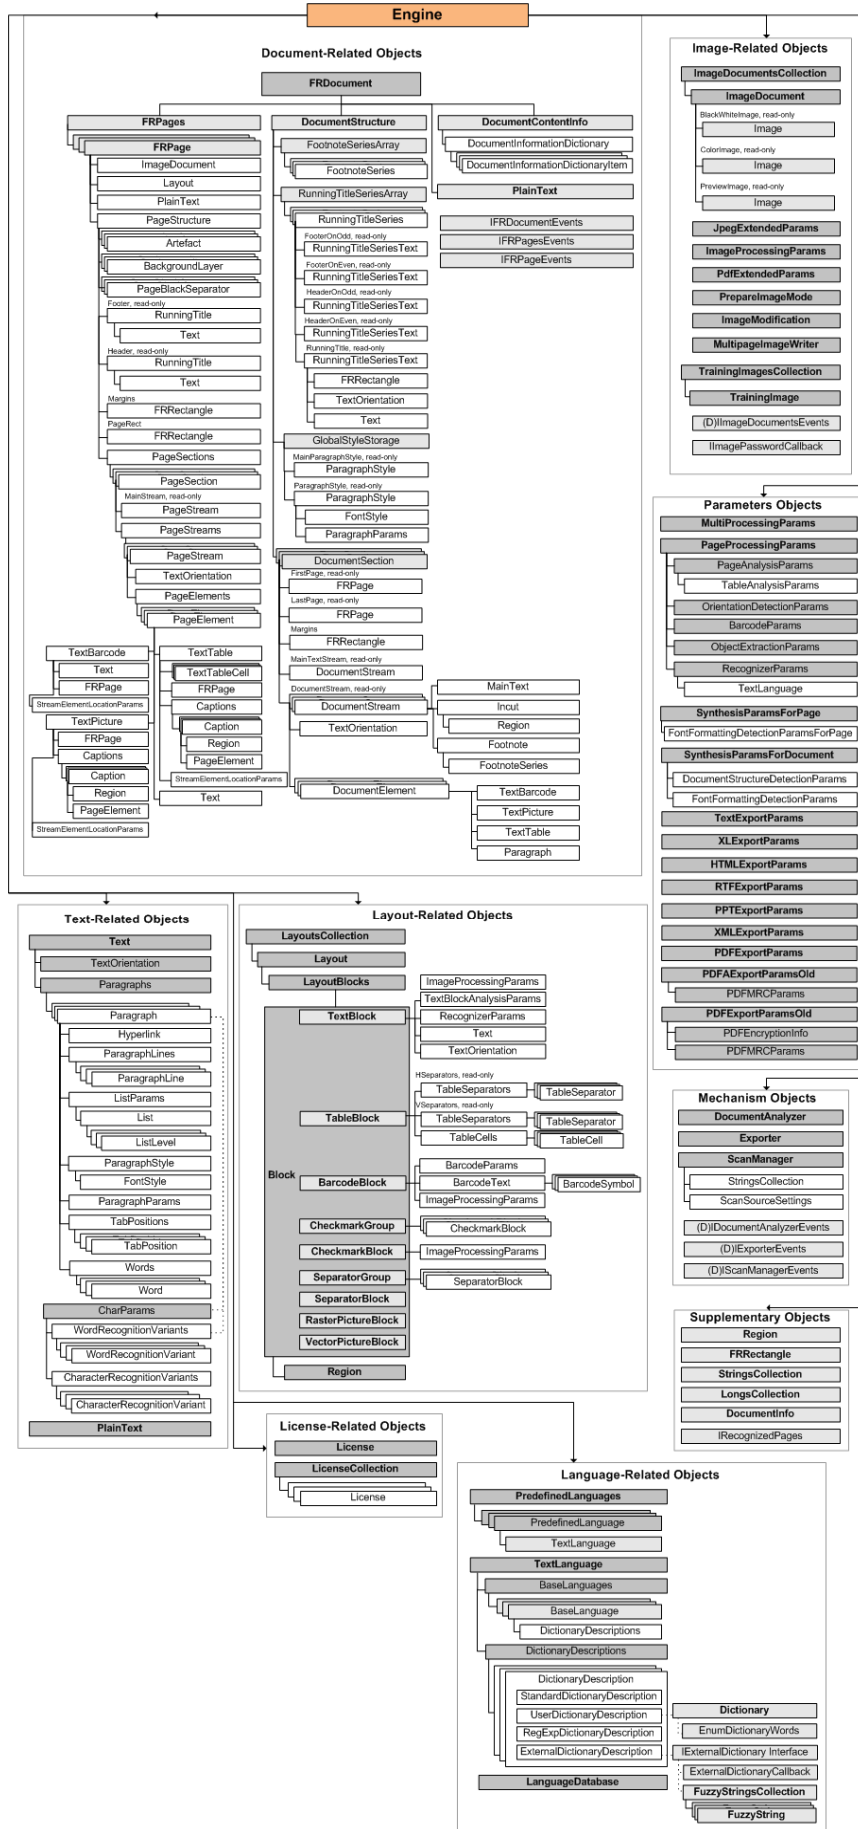 Engine
Document-Related Objects
FRDocument
FRPages
FRPage
ImageDocument
Layout
PlainText
PageStructure
Artefact
BackgroundLayer
PageBlackSeparator
Footer, read-only
RunningTitle
Text
Header, read-only
RunningTitle
Text
Margins
FRRectangle
PageRect
FRRectangle
PageSections
PageSection
MainStream, read-only
PageStream
PageStreams
PageStream
TextOrientation
PageElements
PageElement
TextBarcode
Text
FRPage
StreamElementLocationParams
TextPicture
FRPage
Captions
Caption
Region
PageElement
StreamElementLocationParams
TextTable
TextTableCell
FRPage
Captions
Caption
Region
PageElement
StreamElementLocationParams
Text
DocumentStructure
FootnoteSeriesArray
FootnoteSeries
RunningTitleSeriesArray
RunningTitleSeries
FooterOnOdd, read-only
RunningTitleSeriesText
FooterOnEven, read-only
RunningTitleSeriesText
HeaderOnOdd, read-only
RunningTitleSeriesText
HeaderOnEven, read-only
RunningTitleSeriesText
RunningTitle, read-only
RunningTitleSeriesText
FRRectangle
TextOrientation
Text
GlobalStyleStorage
MainParagraphStyle, read-only
ParagraphStyle
ParagraphStyle, read-only
ParagraphStyle
FontStyle
ParagraphParams
DocumentSection
FirstPage, read-only
FRPage
LastPage, read-only
FRPage
Margins
FRRectangle
MainTextStream, read-only
DocumentStream
DocumentStream, read-only
DocumentStream
TextOrientation
MainText
Incut
Region
Footnote
FootnoteSeries
DocumentElement
TextBarcode
TextPicture
TextTable
Paragraph
DocumentContentInfo
DocumentInformationDictionary
DocumentInformationDictionaryItem
PlainText
IFRDocumentEvents
IFRPagesEvents
IFRPageEvents
Image-Related Objects
ImageDocumentsCollection
ImageDocument
BlackWhiteImage, read-only
Image
ColorImage, read-only
Image
PreviewImage, read-only
Image
JpegExtendedParams
ImageProcessingParams
PdfExtendedParams
PrepareImageMode
ImageModification
MultipageImageWriter
TrainingImagesCollection
TrainingImage
(D)IImageDocumentsEvents
IImagePasswordCallback
Parameters Objects
MultiProcessingParams
PageProcessingParams
PageAnalysisParams
TableAnalysisParams
OrientationDetectionParams
BarcodeParams
ObjectExtractionParams
RecognizerParams
TextLanguage
SynthesisParamsForPage
FontFormattingDetectionParamsForPage
SynthesisParamsForDocument
DocumentStructureDetectionParams
FontFormattingDetectionParams
TextExportParams
XLExportParams
HTMLExportParams
RTFExportParams
PPTExportParams
XMLExportParams
PDFExportParams
PDFAExportParamsOld
PDFMRCParams
PDFExportParamsOld
PDFEncryptionInfo
PDFMRCParams
Text-Related Objects
Text
TextOrientation
Paragraphs
Paragraph
Hyperlink
ParagraphLines
ParagraphLine
ListParams
List
ListLevel
ParagraphStyle
FontStyle
ParagraphParams
TabPositions
TabPosition
Words
Word
CharParams
WordRecognitionVariants
WordRecognitionVariant
CharacterRecognitionVariants
CharacterRecognitionVariant
PlainText
Layout-Related Objects
LayoutsCollection
Layout
LayoutBlocks
Block
TextBlock
ImageProcessingParams
TextBlockAnalysisParams
RecognizerParams
Text
TextOrientation
TableBlock
HSeparators, read-only
TableSeparators
TableSeparator
VSeparators, read-only
TableSeparators
TableSeparator
TableCells
TableCell
BarcodeBlock
BarcodeParams
BarcodeText
BarcodeSymbol
ImageProcessingParams
CheckmarkGroup
CheckmarkBlock
CheckmarkBlock
ImageProcessingParams
SeparatorGroup
SeparatorBlock
SeparatorBlock
RasterPictureBlock
VectorPictureBlock
Region
Mechanism Objects
DocumentAnalyzer
Exporter
ScanManager
StringsCollection
ScanSourceSettings
(D)IDocumentAnalyzerEvents
(D)IExporterEvents
(D)IScanManagerEvents
Supplementary Objects
Region
FRRectangle
StringsCollection
LongsCollection
DocumentInfo
IRecognizedPages
License-Related Objects
License
LicenseCollection
License
Language-Related Objects
PredefinedLanguages
PredefinedLanguage
TextLanguage
TextLanguage
BaseLanguages
BaseLanguage
DictionaryDescriptions
DictionaryDescriptions
DictionaryDescription
StandardDictionaryDescription
UserDictionaryDescription
RegExpDictionaryDescription
ExternalDictionaryDescription
LanguageDatabase
Dictionary
EnumDictionaryWords
IExternalDictionary Interface
ExternalDictionaryCallback
FuzzyStringsCollection
FuzzyString